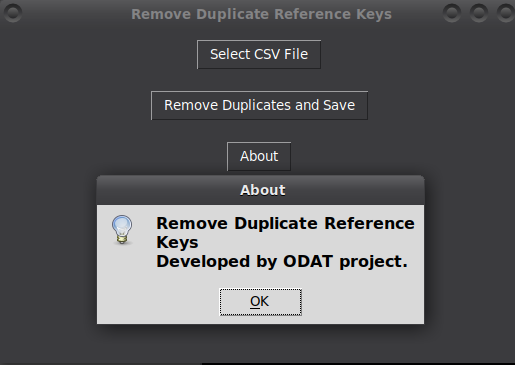 Remove Duplicate Reference Keys
Select CSV File
Remove Duplicates and Save
About
About
Remove Duplicate Reference
Keys
Developed by ODAT project.
OK